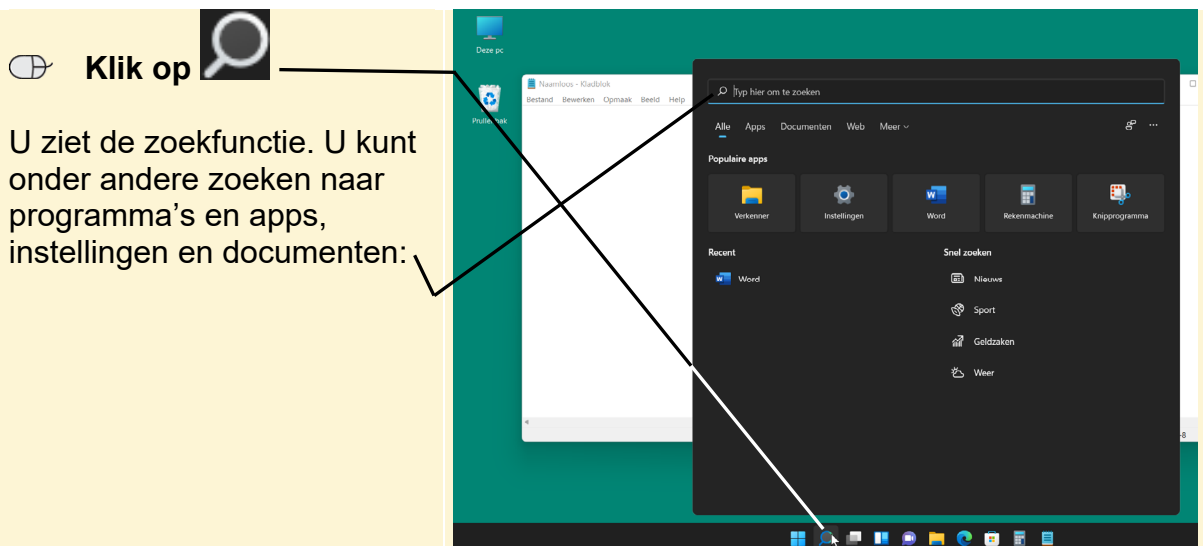 Klik op
U ziet de zoekfunctie. U kunt
onder andere zoeken naar
programma's en apps,
instellingen en documenten:
Deze pc
Prullenbak
Naamloos - Kladblok
Bestand Bewerken Opmaak Beeld Help
Typ hier om te zoeken
Alle Apps Documenten Web Meer
Populaire apps
Verkenner Instellingen Word Rekenmachine Knipprogramma
Recent Snel zoeken
Word Nieuws
Sport
Geldzaken
Weer
-8